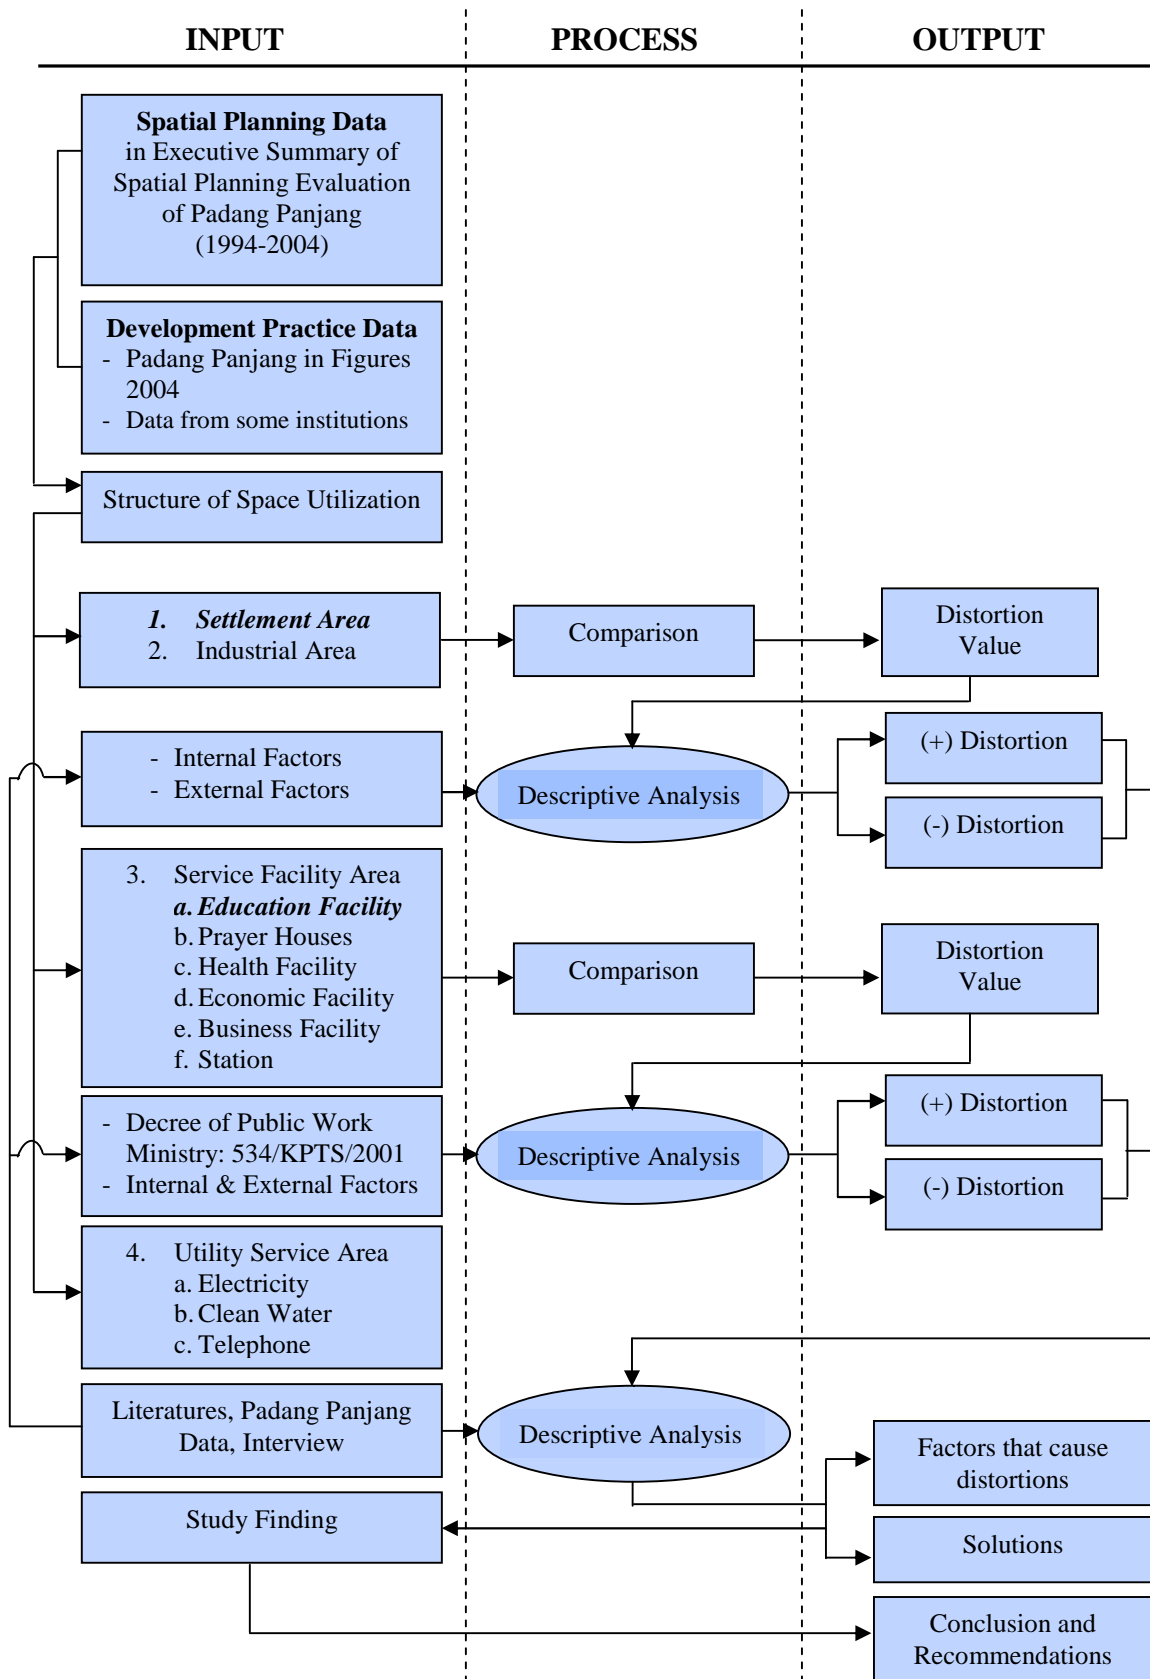 INPUT
PROCESS
OUTPUT
Spatial Planning Data
in Executive Summary of
Spatial Planning Evaluation
of Padang Panjang
(1994-2004)
Development Practice Data
- Padang Panjang in Figures
2004
- Data from some institutions
Structure of Space Utilization
1. Settlement Area
2. Industrial Area
Comparison
Distortion
Value
- Internal Factors
- External Factors
Descriptive Analysis
(+) Distortion
(-) Distortion
3. Service Facility Area
a. Education Facility
b. Prayer Houses
c. Health Facility
d. Economic Facility
e. Business Facility
f. Station
Comparison
Distortion
Value
- Decree of Public Work
Ministry: 534/KPTS/2001
- Internal & External Factors
Descriptive Analysis
(+) Distortion
(-) Distortion
4. Utility Service Area
a. Electricity
b. Clean Water
c. Telephone
Literatures, Padang Panjang
Data, Interview
Descriptive Analysis
Factors that cause
distortions
Study Finding
Solutions
Conclusion and
Recommendations